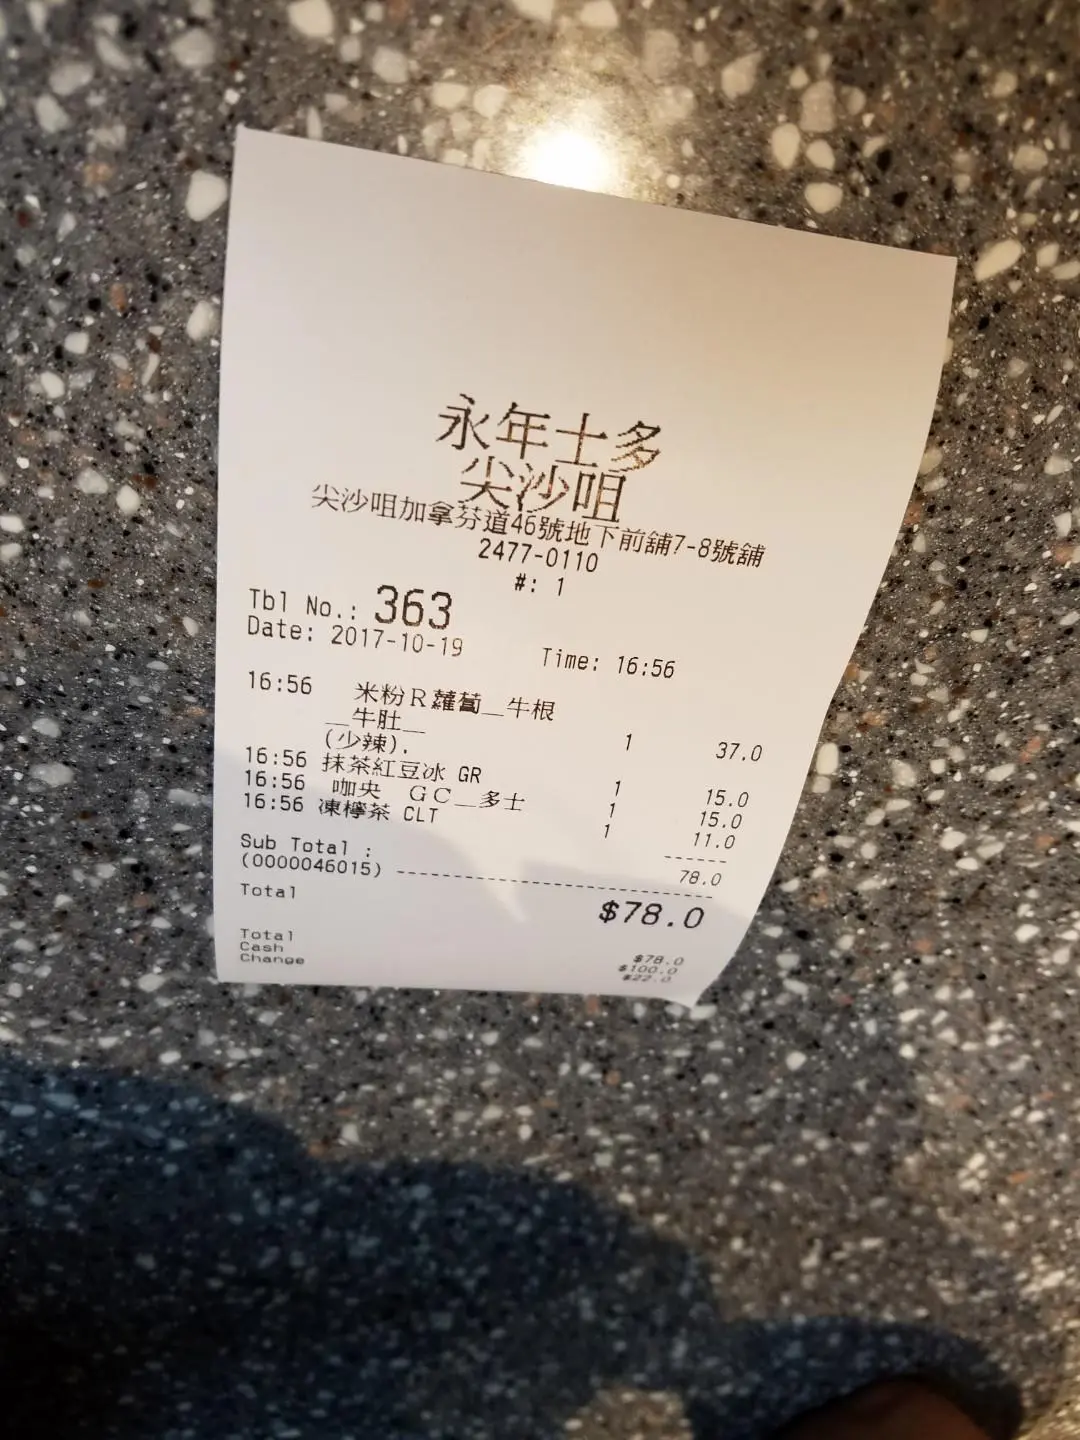 永年士多
尖沙咀
尖沙咀加拿芬道46號地下前舖7-8號舖
2477-0110
#: 1
Tbl No.: 363
Date: 2017-10-19 Time: 16:56
16:56 米粉R蘿蔔__牛根
__牛肚__
(少辣). 1 37.0
16:56 抹茶紅豆冰 GR 1 15.0
16:56 咖央 GC__多士 1 15.0
16:56 凍檸茶 CLT 1 11.0
Sub Total : 78.0
(0000046015)
Total $78.0
Total $78.0
Cash $100.0
Change $22.0